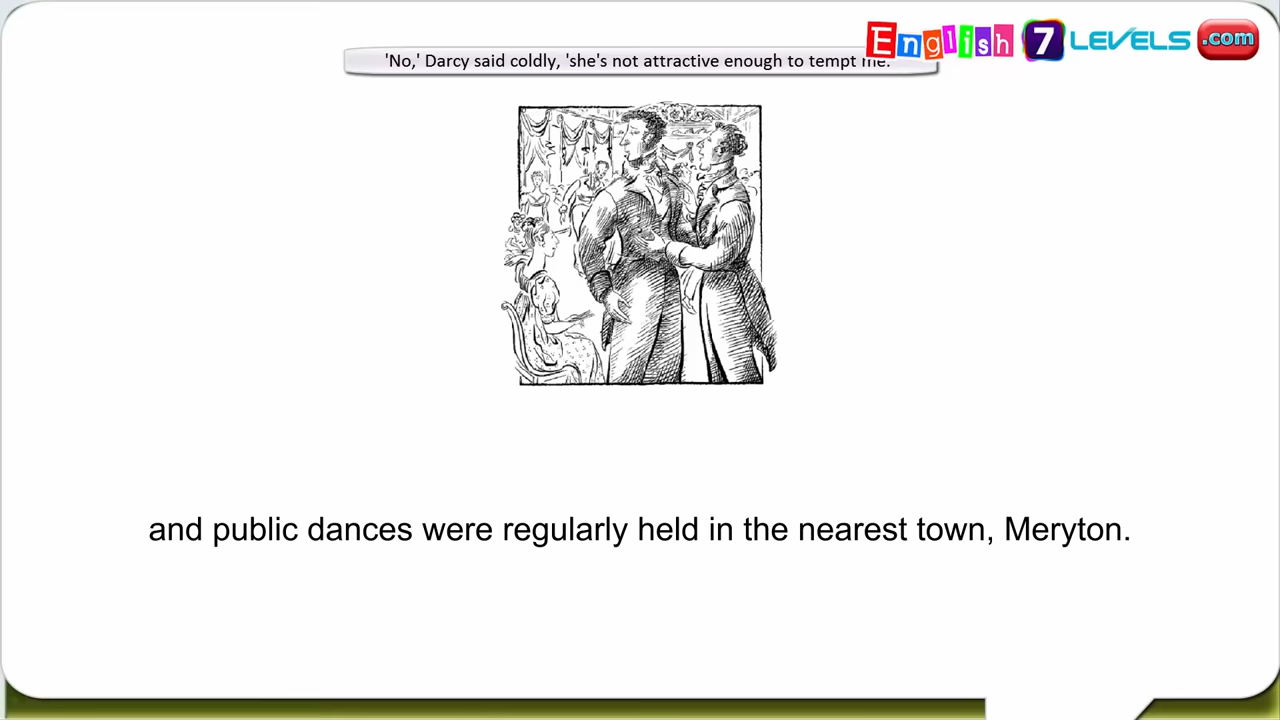 English 7 LEVELS .com
'No,' Darcy said coldly, 'she's not attractive enough to tempt me.'
and public dances were regularly held in the nearest town, Meryton.